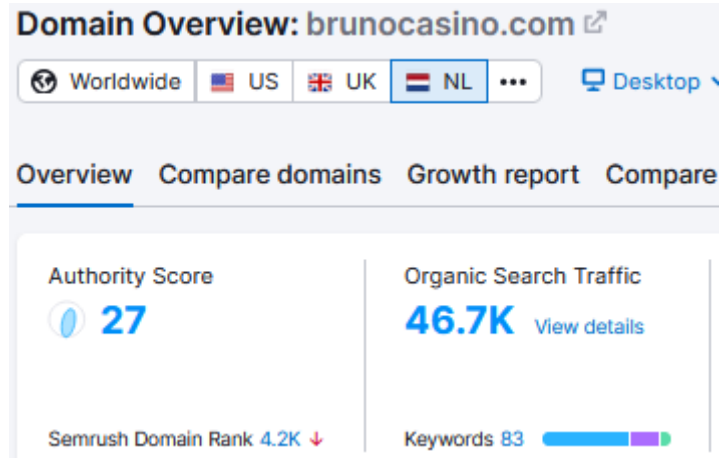 Domain Overview: brunocasino.com
Worldwide US UK NL ••• Desktop
Overview Compare domains Growth report Compare
Authority Score
27
Semrush Domain Rank 4.2K ↓
Organic Search Traffic
46.7K View details
Keywords 83